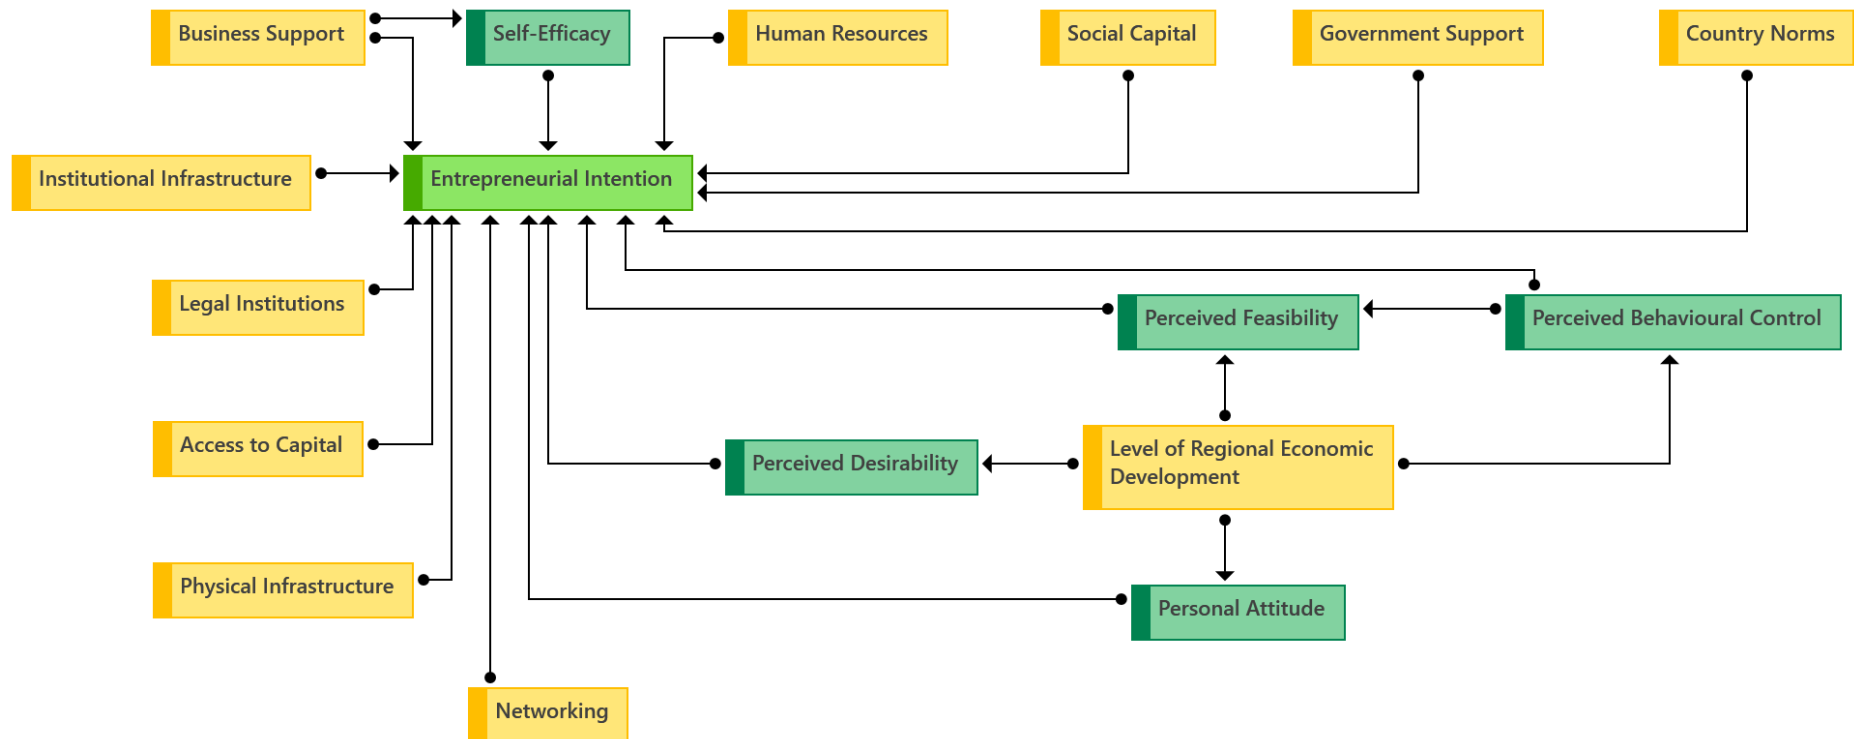 Business Support
Self-Efficacy
Human Resources
Social Capital
Government Support
Country Norms
Institutional Infrastructure
Entrepreneurial Intention
Legal Institutions
Perceived Feasibility
Perceived Behavioural Control
Access to Capital
Perceived Desirability
Level of Regional Economic
Development
Physical Infrastructure
Personal Attitude
Networking